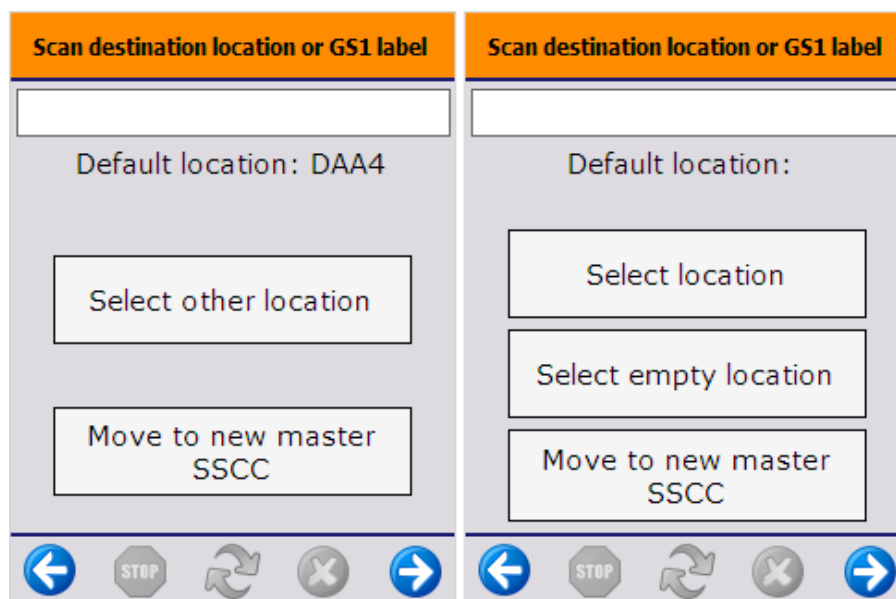 Scan destination location or GS1 label
Default location: DAA4
Select other location
Move to new master
SSCC
STOP
Scan destination location or GS1 label
Default location:
Select location
Select empty location
Move to new master
SSCC
STOP